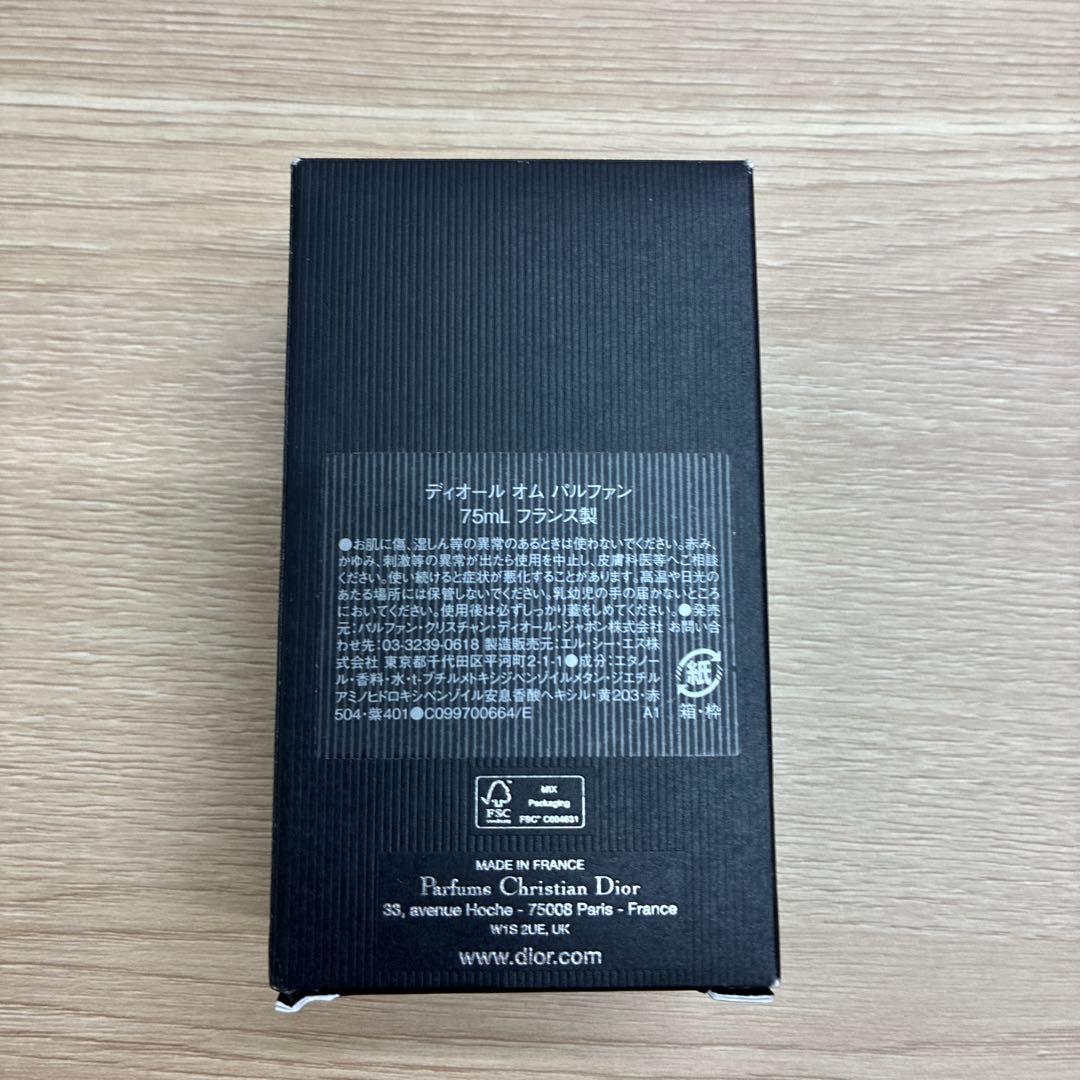 ディオール オム パルファン
75mL フランス製
●お肌に傷、湿しん等の異常のあるときは使わないでください。赤み、
かゆみ、刺激等の異常が出たら使用を中止し、皮膚科医等へご相談
ください。使い続けると症状が悪化することがあります。高温や日光の
あたる場所には保管しないでください。乳幼児の手の届かないところ
においてください。使用後は必ずしっかり蓋をしめてください。●発売
元:パルファン・クリスチャン・ディオール・ジャポン株式会社 お問い合
わせ先:03-3239-0618 製造販売元:エル・シー・エス株
式会社 東京都千代田区平河町2-1-1●成分:エタノー
ル・香料・水・t-ブチルメトキシジベンゾイルメタン・ジエチル
アミノヒドロキシベンゾイル安息香酸ヘキシル・黄203・赤
504・紫401●C099700664/E A1
紙
箱・枠
FSC
MIX
Packaging
FSC™ C004631
MADE IN FRANCE
Parfums Christian Dior
33, avenue Hoche - 75008 Paris - France
W1S 2UE, UK
www.dior.com